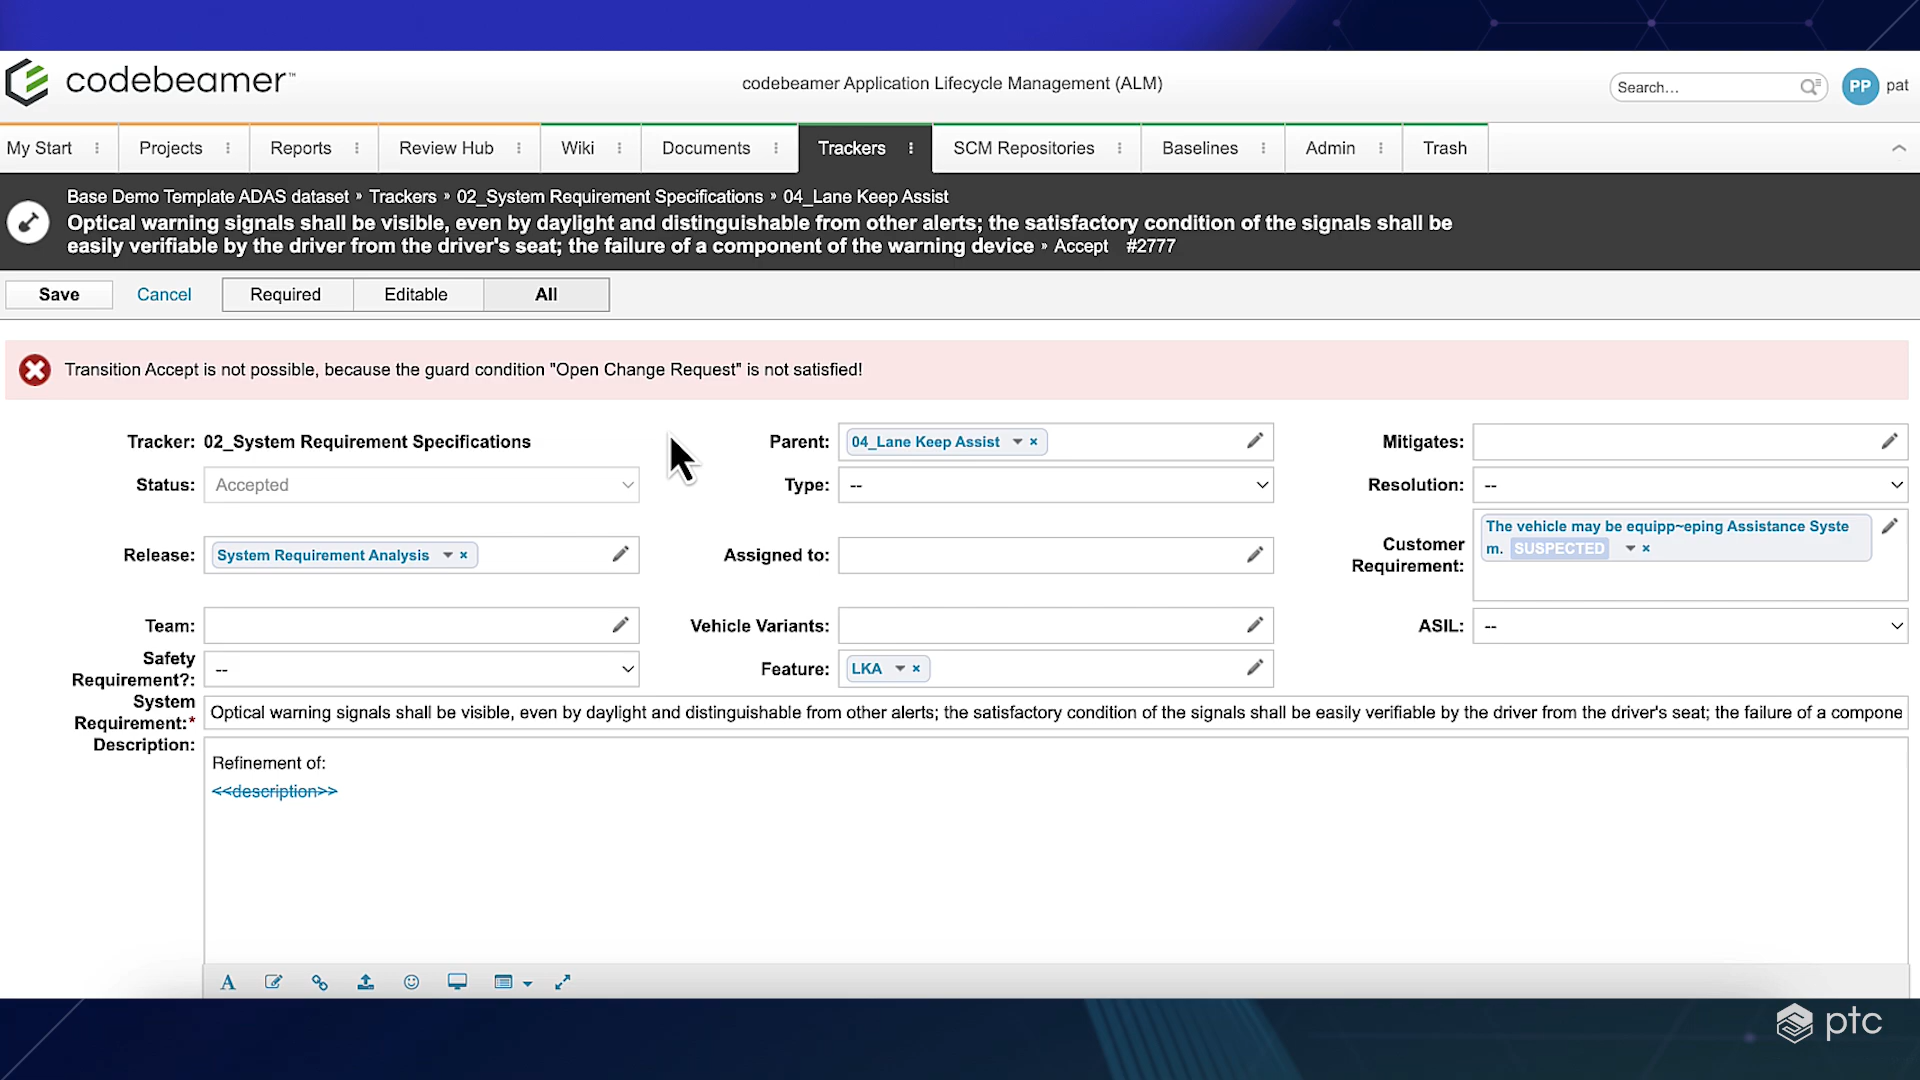 codebeamer™
codebeamer Application Lifecycle Management (ALM)
Search...
PP
pat
My Start
Projects
Reports
Review Hub
Wiki
Documents
Trackers
SCM Repositories
Baselines
Admin
Trash
Base Demo Template ADAS dataset » Trackers » 02_System Requirement Specifications » 04_Lane Keep Assist
Optical warning signals shall be visible, even by daylight and distinguishable from other alerts; the satisfactory condition of the signals shall be
easily verifiable by the driver from the driver's seat; the failure of a component of the warning device » Accept #2777
Save
Cancel
Required
Editable
All
Transition Accept is not possible, because the guard condition "Open Change Request" is not satisfied!
Tracker: 02_System Requirement Specifications
Parent: 04_Lane Keep Assist
Mitigates:
Status: Accepted
Type: --
Resolution: --
Release: System Requirement Analysis
Assigned to:
Customer
Requirement:
The vehicle may be equipp~eping Assistance Syste
m. SUSPECTED
Team:
Vehicle Variants:
ASIL: --
Safety
Requirement?: --
Feature: LKA
System
Requirement:* Optical warning signals shall be visible, even by daylight and distinguishable from other alerts; the satisfactory condition of the signals shall be easily verifiable by the driver from the driver's seat; the failure of a compone
Description:
Refinement of:
<<description>>
ptc